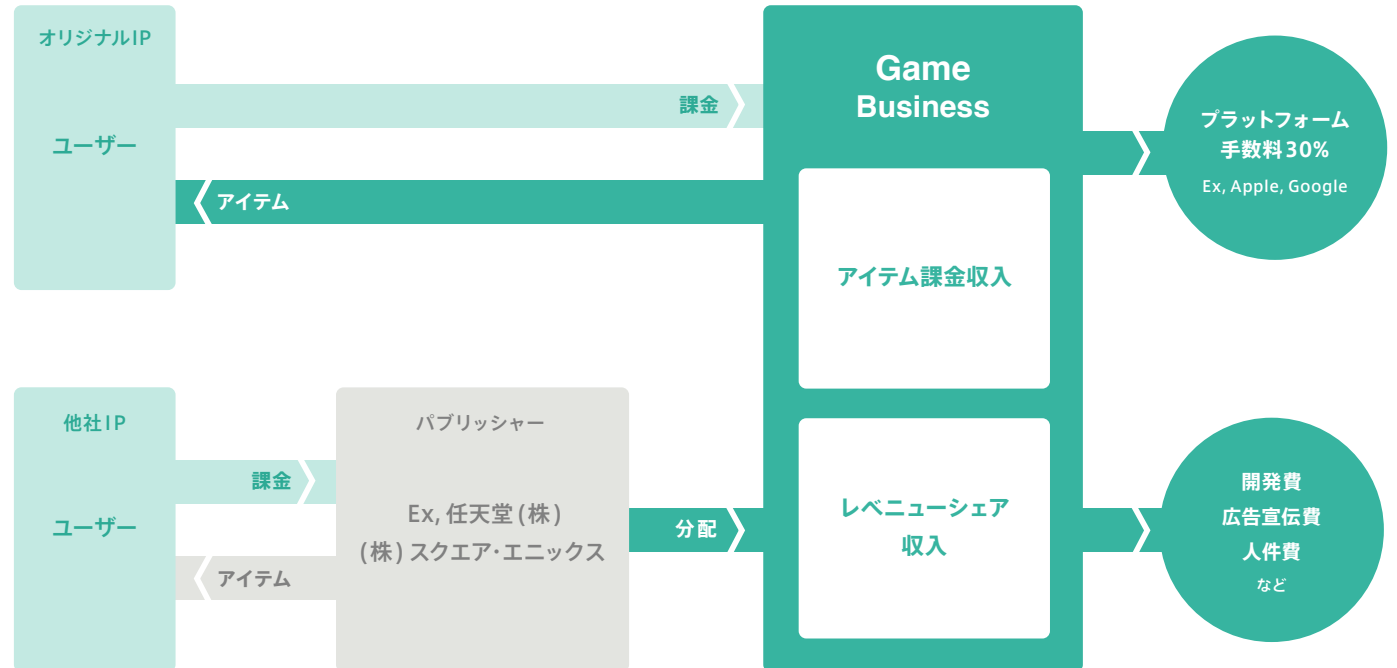 オリジナルIP
ユーザー
課金
アイテム
Game
Business
アイテム課金収入
プラットフォーム
手数料30%
Ex, Apple, Google
他社IP
ユーザー
課金
アイテム
パブリッシャー
Ex, 任天堂(株)
(株)スクエア・エニックス
分配
レベニューシェア
収入
開発費
広告宣伝費
人件費
など